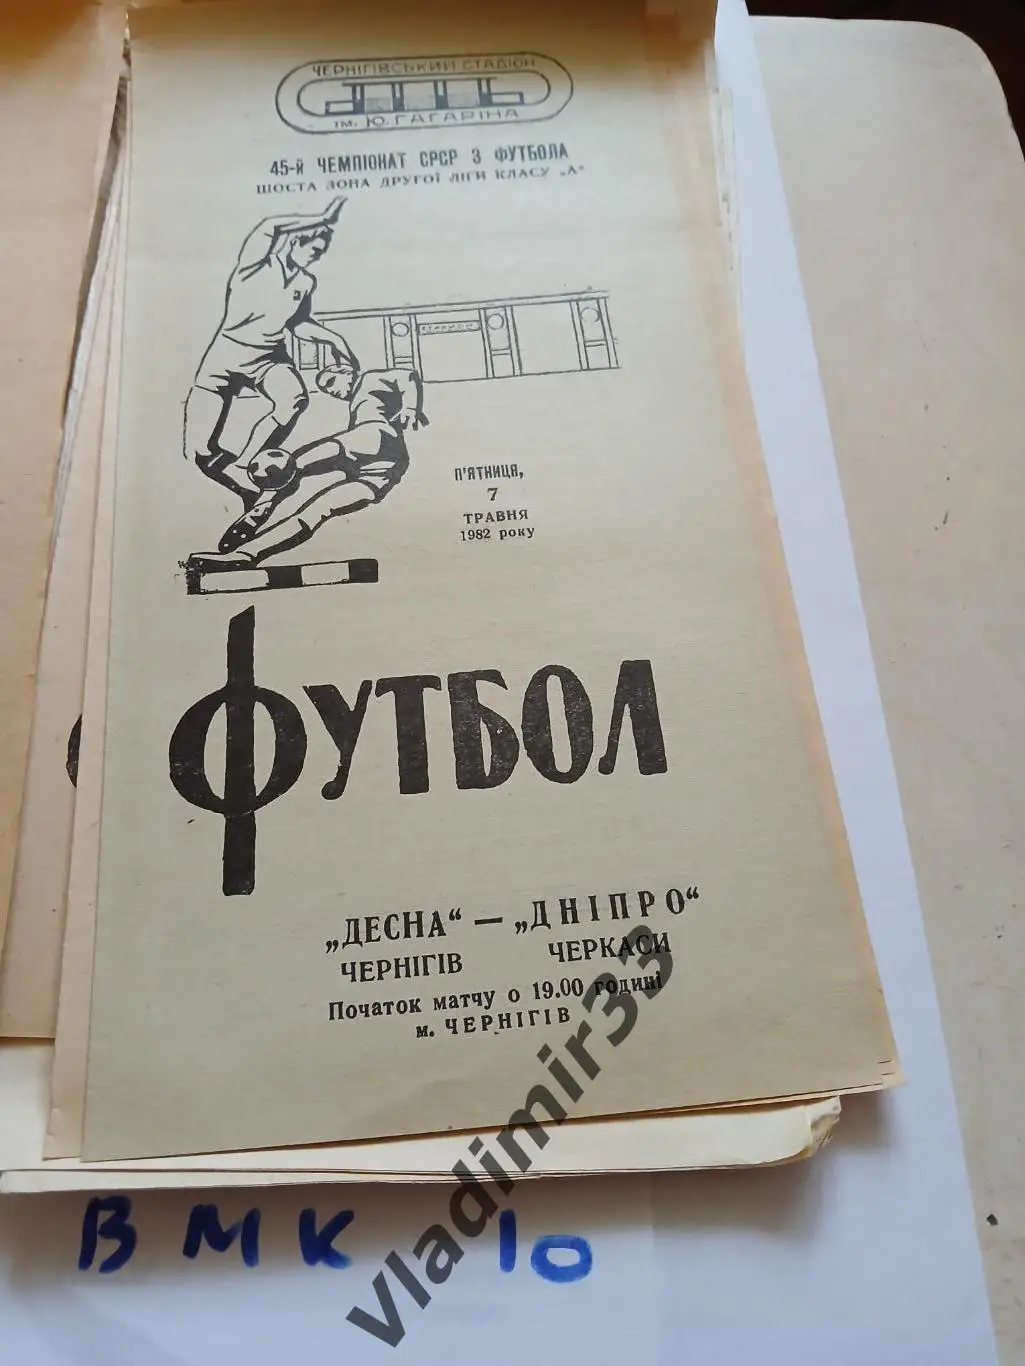 ЧЕРНІГІВСЬКИЙ СТАДІОН
ім. Ю. ГАГАРІНА
45-й ЧЕМПІОНАТ СРСР З ФУТБОЛА
ШОСТА ЗОНА ДРУГОЇ ЛІГИ КЛАСУ „А"
П'ЯТНИЦЯ,
7
ТРАВНЯ
1982 року
ФУТБОЛ
„ДЕСНА" — „ДНІПРО"
ЧЕРНІГІВ ЧЕРКАСИ
Початок матчу о 19.00 годині
м. ЧЕРНІГІВ
Vladimir33
ВМК 10